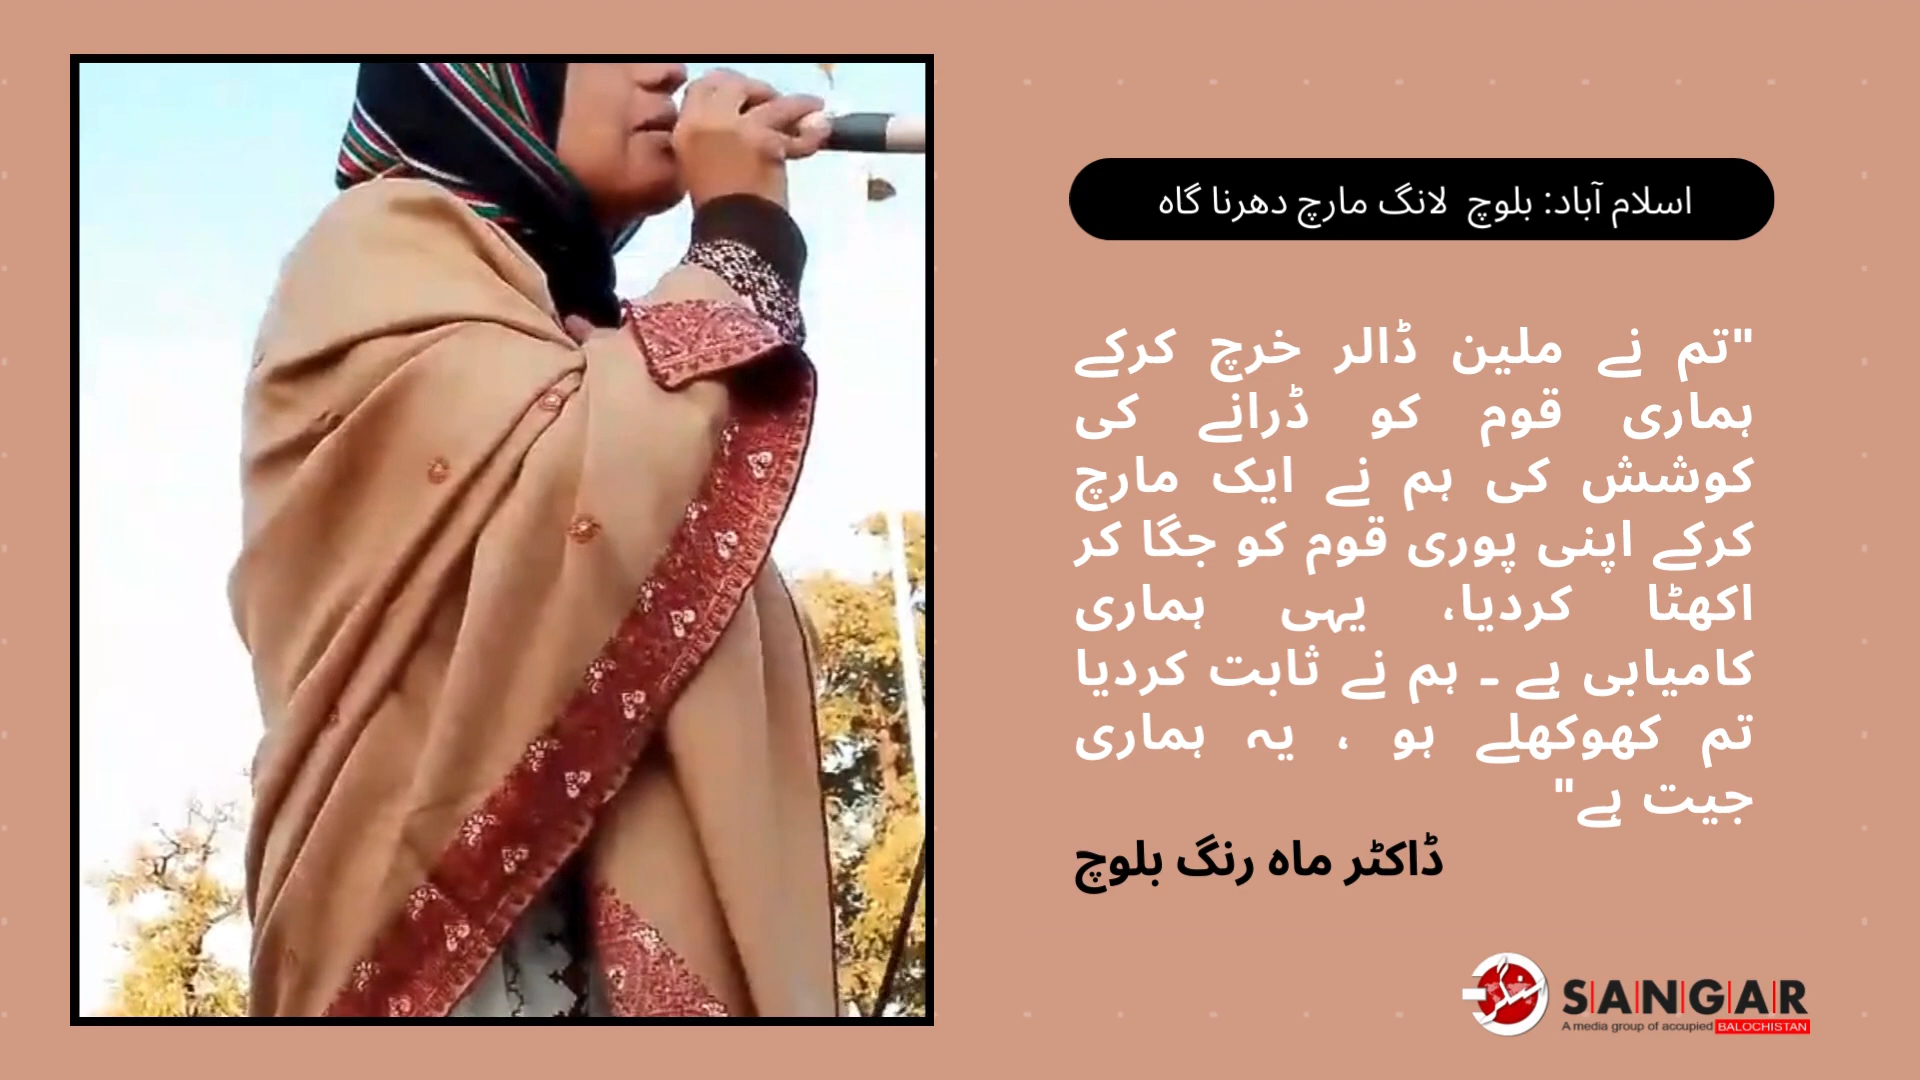 اسلام آباد: بلوچ لانگ مارچ دھرنا گاہ
"تم نے ملین ڈالر خرچ کرکے
ہماری قوم کو ڈرانے کی
کوشش کی ہم نے ایک مارچ
کرکے اپنی پوری قوم کو جگا کر
اکھٹا کردیا، یہی ہماری
کامیابی ہے ۔ ہم نے ثابت کردیا
تم کھوکھلے ہو ، یہ ہماری
جیت ہے"
ڈاکٹر ماہ رنگ بلوچ
سنگر
SANGAR
A media group of accupied BALOCHISTAN